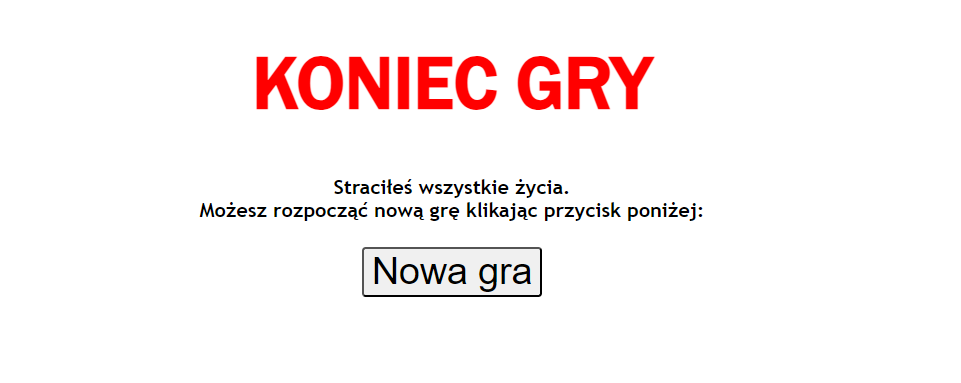 KONIEC GRY
Straciłeś wszystkie życia.
Możesz rozpocząć nową grę klikając przycisk poniżej:
Nowa gra